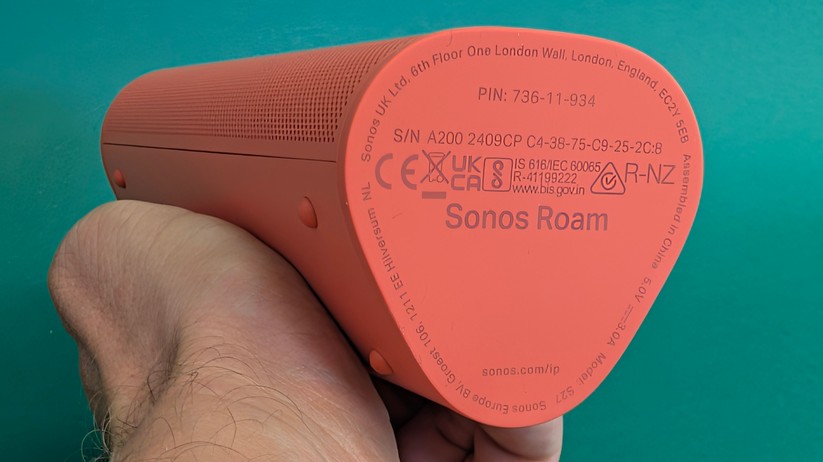 Sonos UK Ltd, 6th Floor One London Wall, London, England, EC2Y 5EB
Assembled in China 5.0V ⎓3.0A Model: S27
Sonos Europe BV, Groest 106, 1211 EE Hilversum NL
PIN: 736-11-934
S/N A200 2409CP C4-38-75-C9-25-2C:8
CE UK
CA
IS 616/IEC 60065
R-41199222
www.bis.gov.in
R-NZ
Sonos Roam
sonos.com/ip